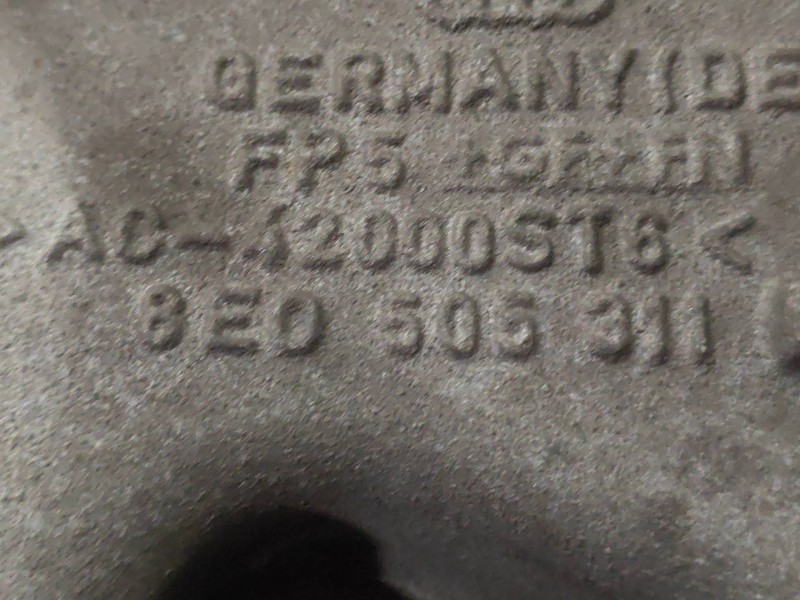 GERMANY(DE
FP5
>AC-42000ST6<
8E0 505 311